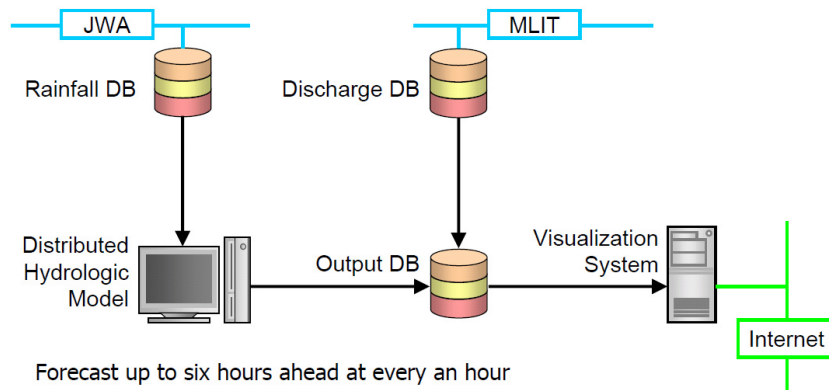 JWA
MLIT
Rainfall DB
Discharge DB
Distributed
Hydrologic
Model
Output DB
Visualization
System
Internet
Forecast up to six hours ahead at every an hour